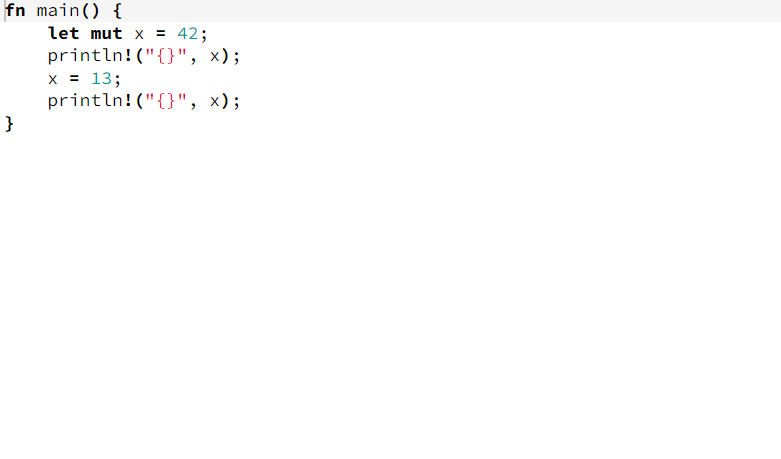 fn main() {
    let mut x = 42;
    println!("{}", x);
    x = 13;
    println!("{}", x);
}